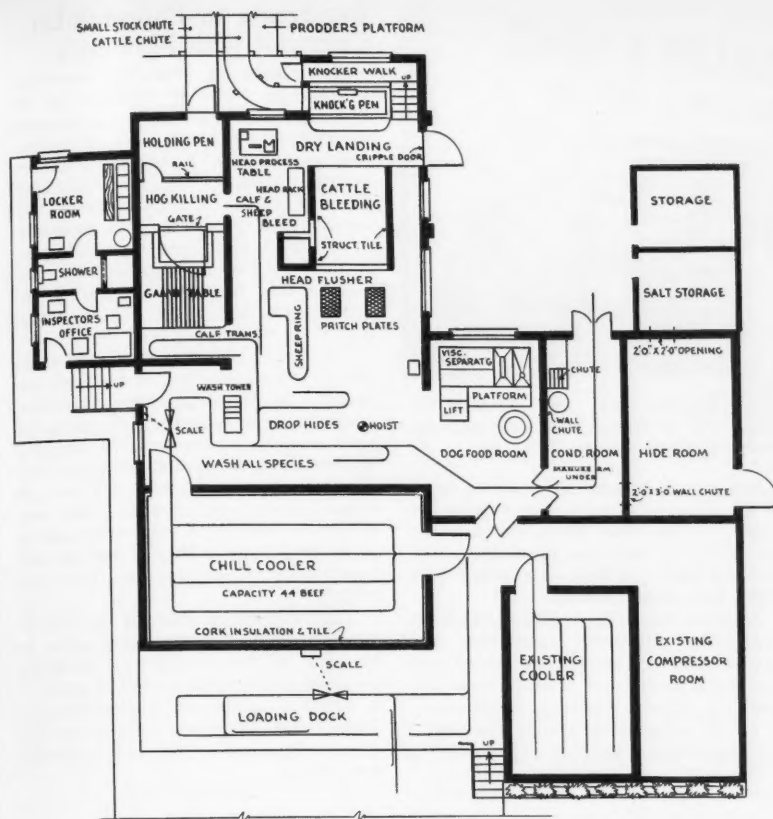 SMALL STOCK CHUTE
CATTLE CHUTE
PRODDERS PLATFORM
KNOCKER WALK
UP
KNOCK'G PEN
HOLDING PEN
DRY LANDING
CRIPPLE DOOR
HEAD PROCESS
TABLE
RAIL
HEAD RACK
CATTLE
BLEEDING
LOCKER
ROOM
HOG KILLING
CALF &
SHEEP
BLEED
GATE
STORAGE
STRUCT TILE
SHOWER
HEAD FLUSHER
GAMB TABLE
SALT STORAGE
INSPECTORS
OFFICE
SHEEP RING
PRITCH PLATES
CALF TRANS.
2'0" X 2'0" OPENING
VISC.
SEPARAT'G
CHUTE
UP
WASH TOWER
PLATFORM
LIFT
WALL
CHUTE
SCALE
DROP HIDES
HOIST
DOG FOOD ROOM
COND. ROOM
HIDE ROOM
WASH ALL SPECIES
MANURE RM.
UNDER
2'0 X 3'0 WALL CHUTE
CHILL COOLER
CAPACITY 44 BEEF
CORK INSULATION & TILE
SCALE
EXISTING
COOLER
EXISTING
COMPRESSOR
ROOM
LOADING DOCK
UP